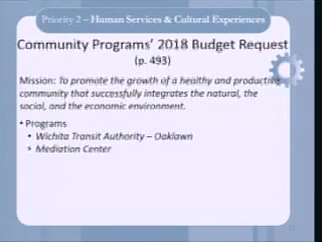 Priority 2 – Human Services & Cultural Experiences
Community Programs' 2018 Budget Request
(p. 493)
Mission: To promote the growth of a healthy and productive
community that successfully integrates the natural, the
social, and the economic environment.
• Programs
• Wichita Transit Authority – Oaklawn
• Mediation Center